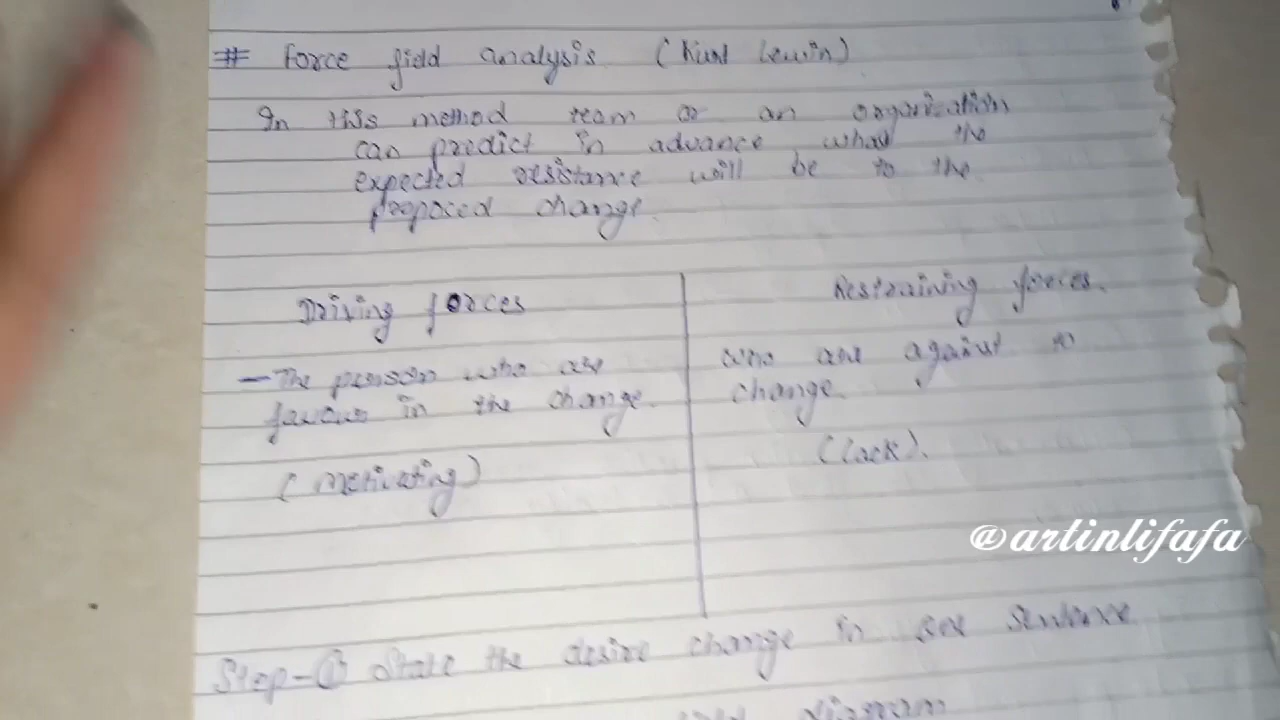 # Force field analysis (Kurt Lewin)
In this method team or an organization
can predict in advance what the
expected resistance will be to the
proposed change.
Driving forces
- The person who are
favour in the change.
(Motivating)
Restraining forces.
who are against to
change.
(lack).
@artinlifafa
Step-① State the desire change in sentence
diagram